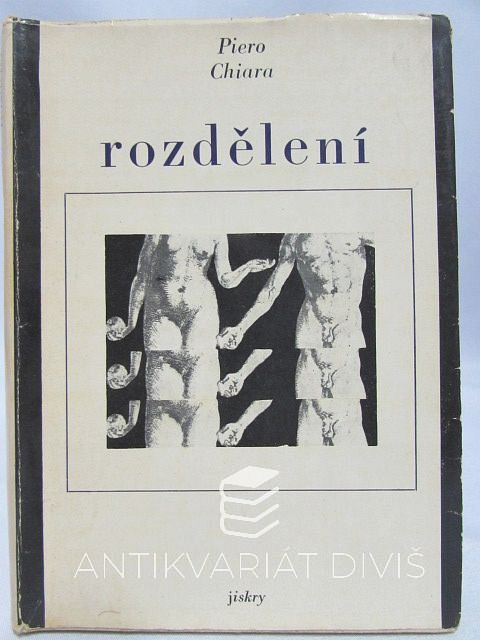 Piero
Chiara
rozdělení
ANTIKVARIÁT DIVIŠ
jiskry